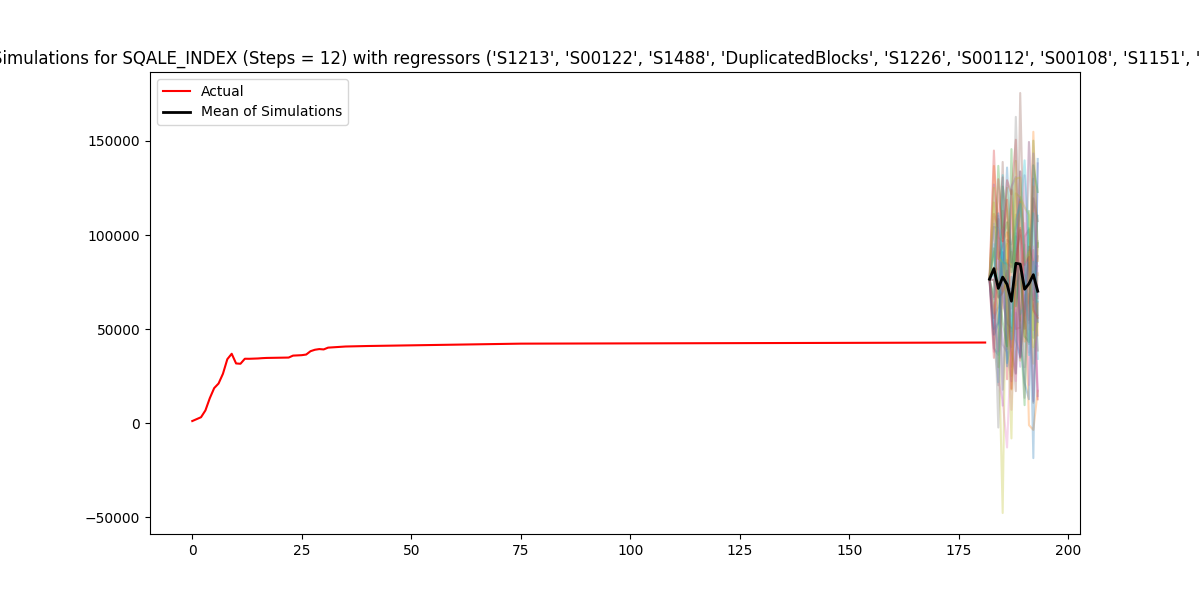 Simulations for SQALE_INDEX (Steps = 12) with regressors ('S1213', 'S00122', 'S1488', 'DuplicatedBlocks', 'S1226', 'S00112', 'S00108', 'S1151', '
Actual
Mean of Simulations
150000
100000
50000
0
−50000
0 25 50 75 100 125 150 175 200